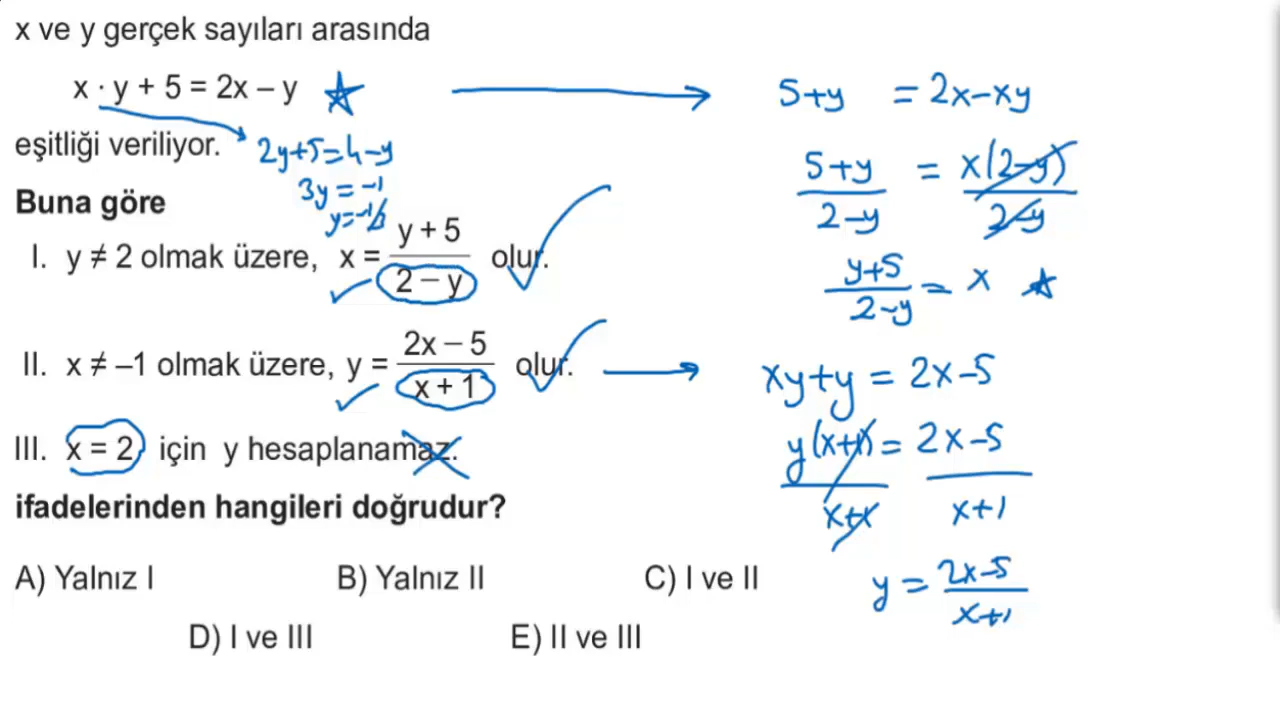 x ve y gerçek sayıları arasında
x · y + 5 = 2x – y
5+y = 2x-xy
eşitliği veriliyor.
2y+5=4-y
3y = -1
y=-1/3
5+y = x(2-y)
2-y 2-y
Buna göre
I. y ≠ 2 olmak üzere, x = y + 5 / 2 – y olur.
y+5 / 2-y = x
II. x ≠ –1 olmak üzere, y = 2x – 5 / x + 1 olur.
xy+y = 2x-5
III. x = 2 için y hesaplanamaz.
y(x+1) = 2x-5
x+1 x+1
ifadelerinden hangileri doğrudur?
y = 2x-5 / x+1
A) Yalnız I B) Yalnız II C) I ve II
D) I ve III E) II ve III